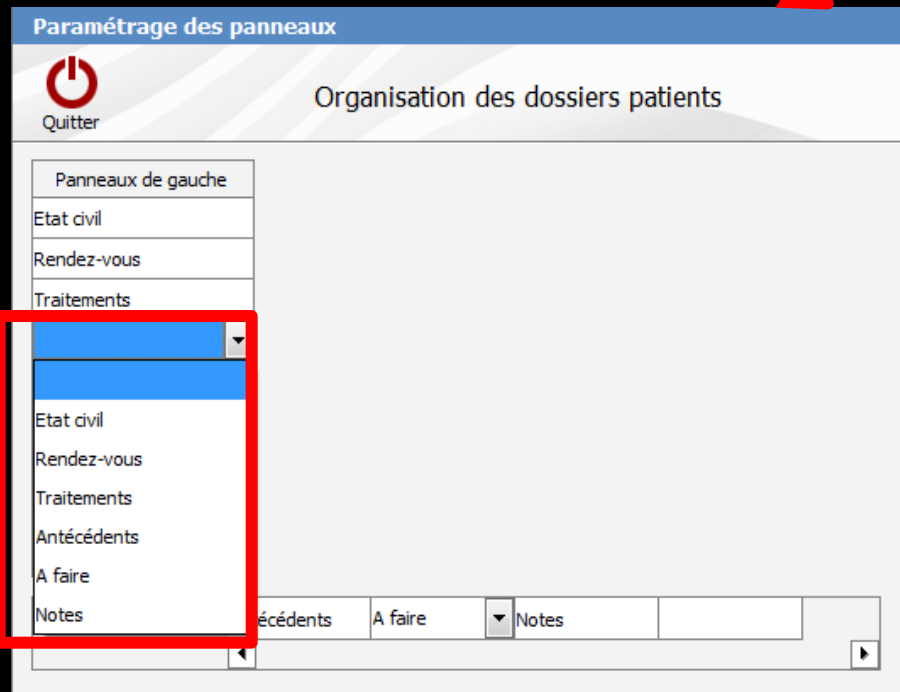 Paramétrage des panneaux
Quitter
Organisation des dossiers patients
Panneaux de gauche
Etat civil
Rendez-vous
Traitements
Etat civil
Rendez-vous
Traitements
Antécédents
A faire
Notes
écédents A faire Notes